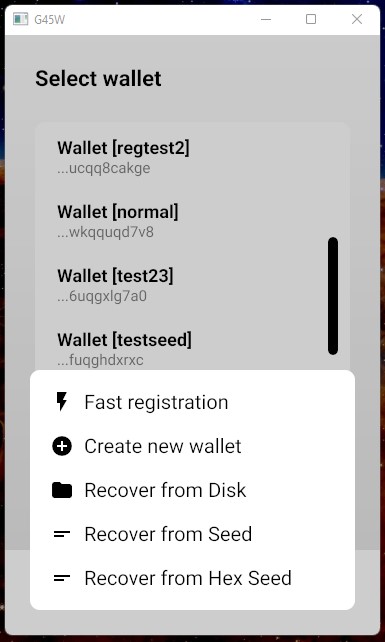 G45W
Select wallet
Wallet [regtest2]
...ucqq8cakge
Wallet [normal]
...wkqquqd7v8
Wallet [test23]
...6uqgxlg7a0
Wallet [testseed]
...fuqghdxrxc
Fast registration
Create new wallet
Recover from Disk
Recover from Seed
Recover from Hex Seed